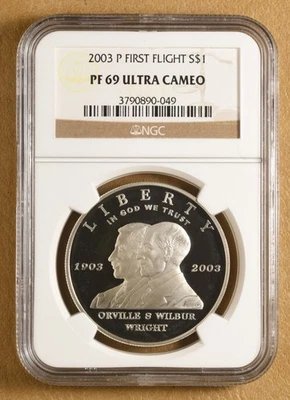 2003 P FIRST FLIGHT S$1
PF 69 ULTRA CAMEO
3790890-049
NGC
LIBERTY
IN GOD WE TRUST
1903 2003
ORVILLE & WILBUR
WRIGHT